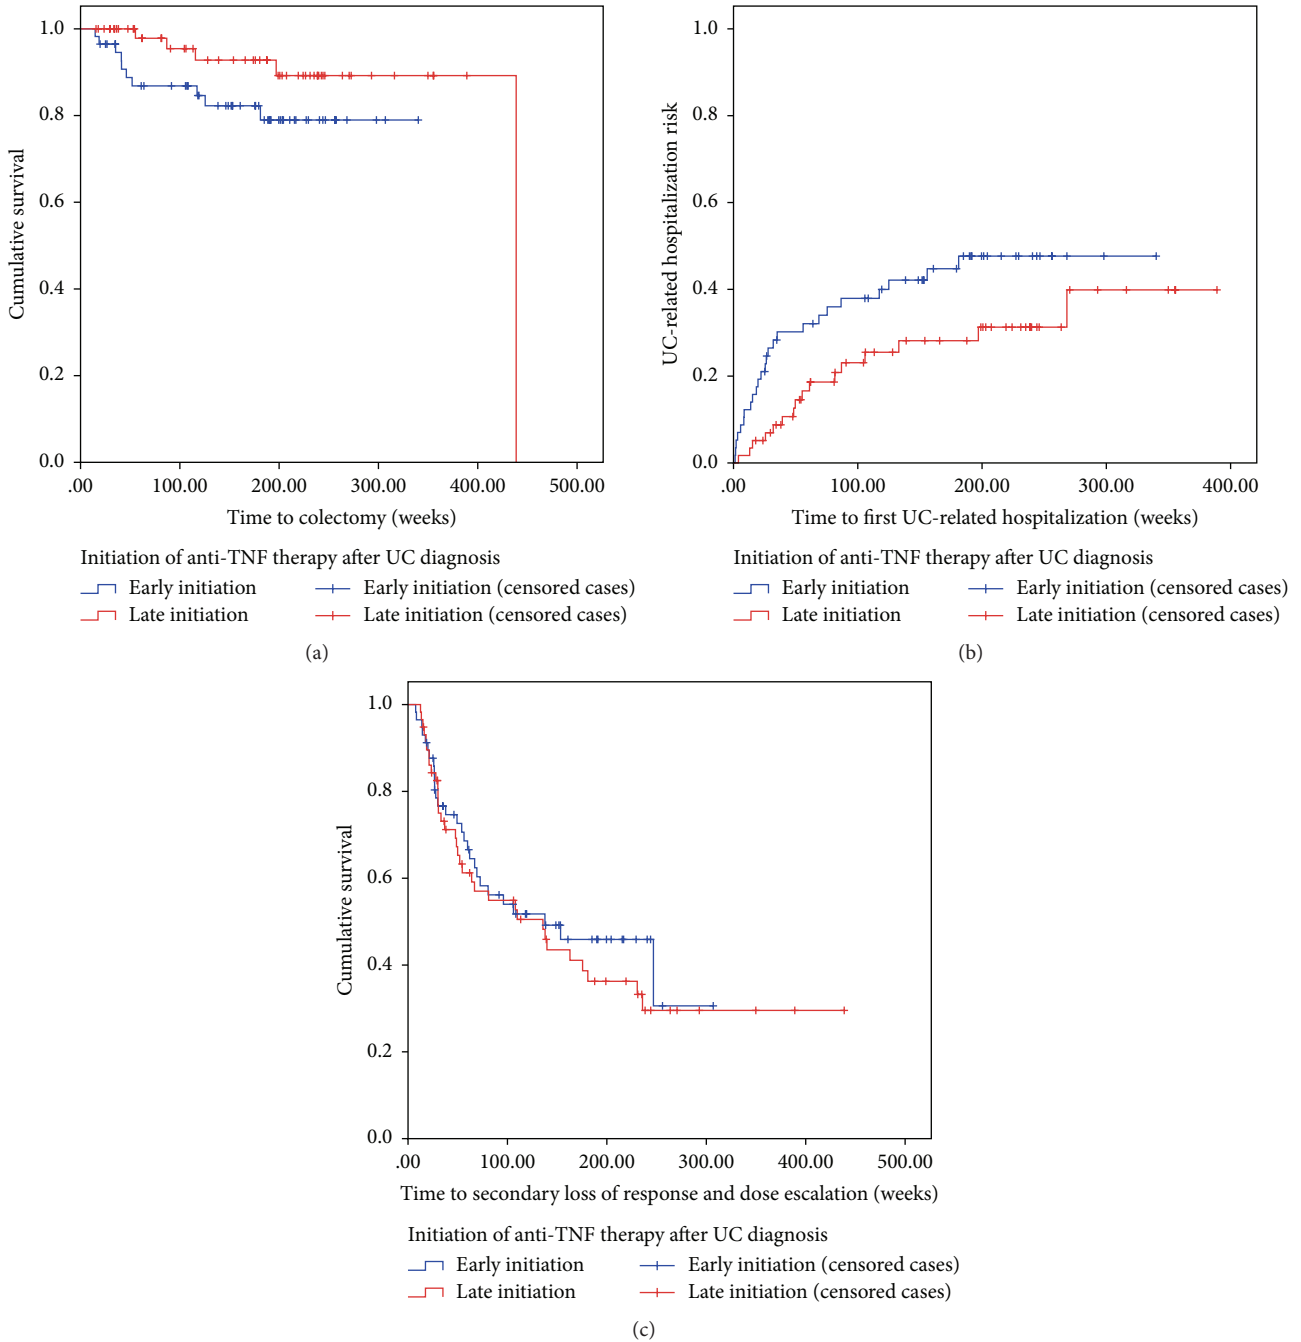 1.0
0.8
0.6
0.4
0.2
0.0
Cumulative survival
.00 100.00 200.00 300.00 400.00 500.00
Time to colectomy (weeks)
Initiation of anti-TNF therapy after UC diagnosis
Early initiation Early initiation (censored cases)
Late initiation Late initiation (censored cases)
(a)
1.0
0.8
0.6
0.4
0.2
0.0
UC-related hospitalization risk
.00 100.00 200.00 300.00 400.00
Time to first UC-related hospitalization (weeks)
Initiation of anti-TNF therapy after UC diagnosis
Early initiation Early initiation (censored cases)
Late initiation Late initiation (censored cases)
(b)
1.0
0.8
0.6
0.4
0.2
0.0
Cumulative survival
.00 100.00 200.00 300.00 400.00 500.00
Time to secondary loss of response and dose escalation (weeks)
Initiation of anti-TNF therapy after UC diagnosis
Early initiation Early initiation (censored cases)
Late initiation Late initiation (censored cases)
(c)